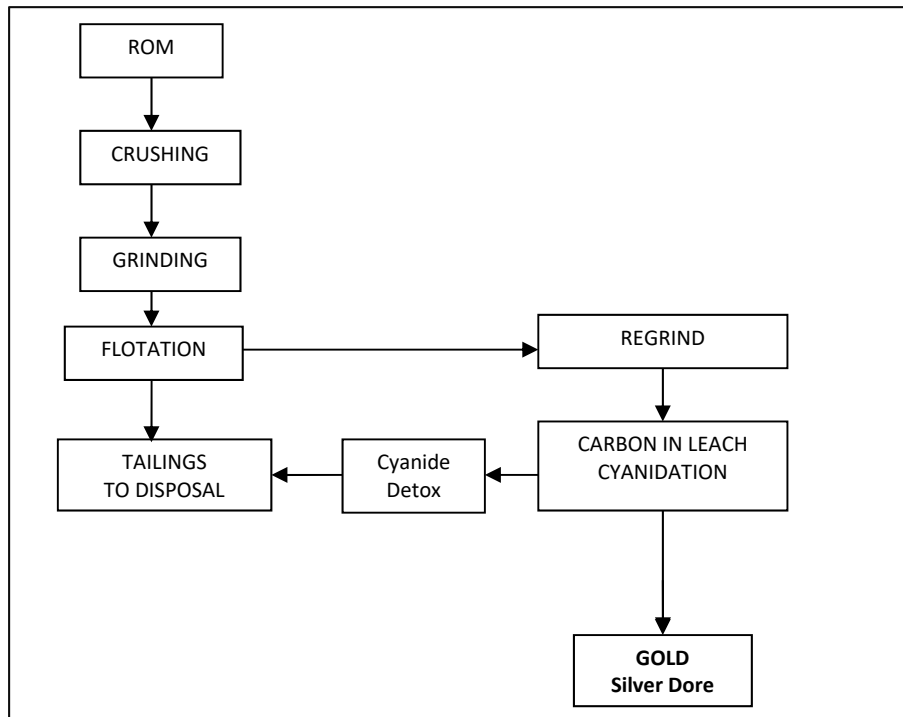 ROM
CRUSHING
GRINDING
FLOTATION
REGRIND
TAILINGS
TO DISPOSAL
Cyanide
Detox
CARBON IN LEACH
CYANIDATION
GOLD
Silver Dore